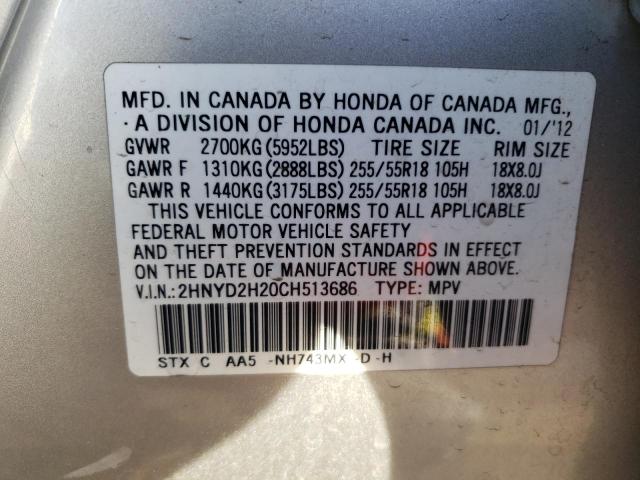 MFD. IN CANADA BY HONDA OF CANADA MFG.,
A DIVISION OF HONDA CANADA INC. 01/'12
GVWR 2700KG(5952LBS) TIRE SIZE RIM SIZE
GAWR F 1310KG(2888LBS) 255/55R18 105H 18X8.0J
GAWR R 1440KG(3175LBS) 255/55R18 105H 18X8.0J
THIS VEHICLE CONFORMS TO ALL APPLICABLE
FEDERAL MOTOR VEHICLE SAFETY
AND THEFT PREVENTION STANDARDS IN EFFECT
ON THE DATE OF MANUFACTURE SHOWN ABOVE.
V.I.N.:2HNYD2H20CH513686 TYPE: MPV
STX C AA5 -NH743MX -D -H